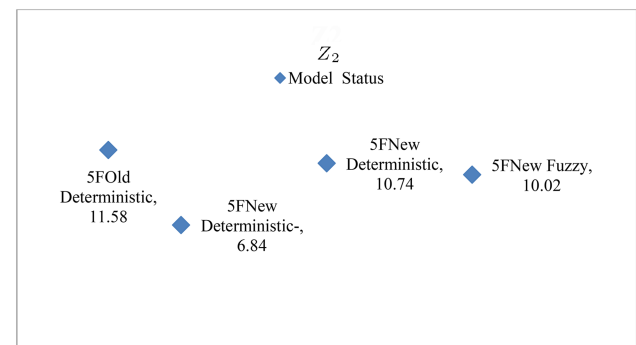 Z₂
Model Status
5FOld
Deterministic,
11.58
5FNew
Deterministic-,
6.84
5FNew
Deterministic,
10.74
5FNew Fuzzy,
10.02